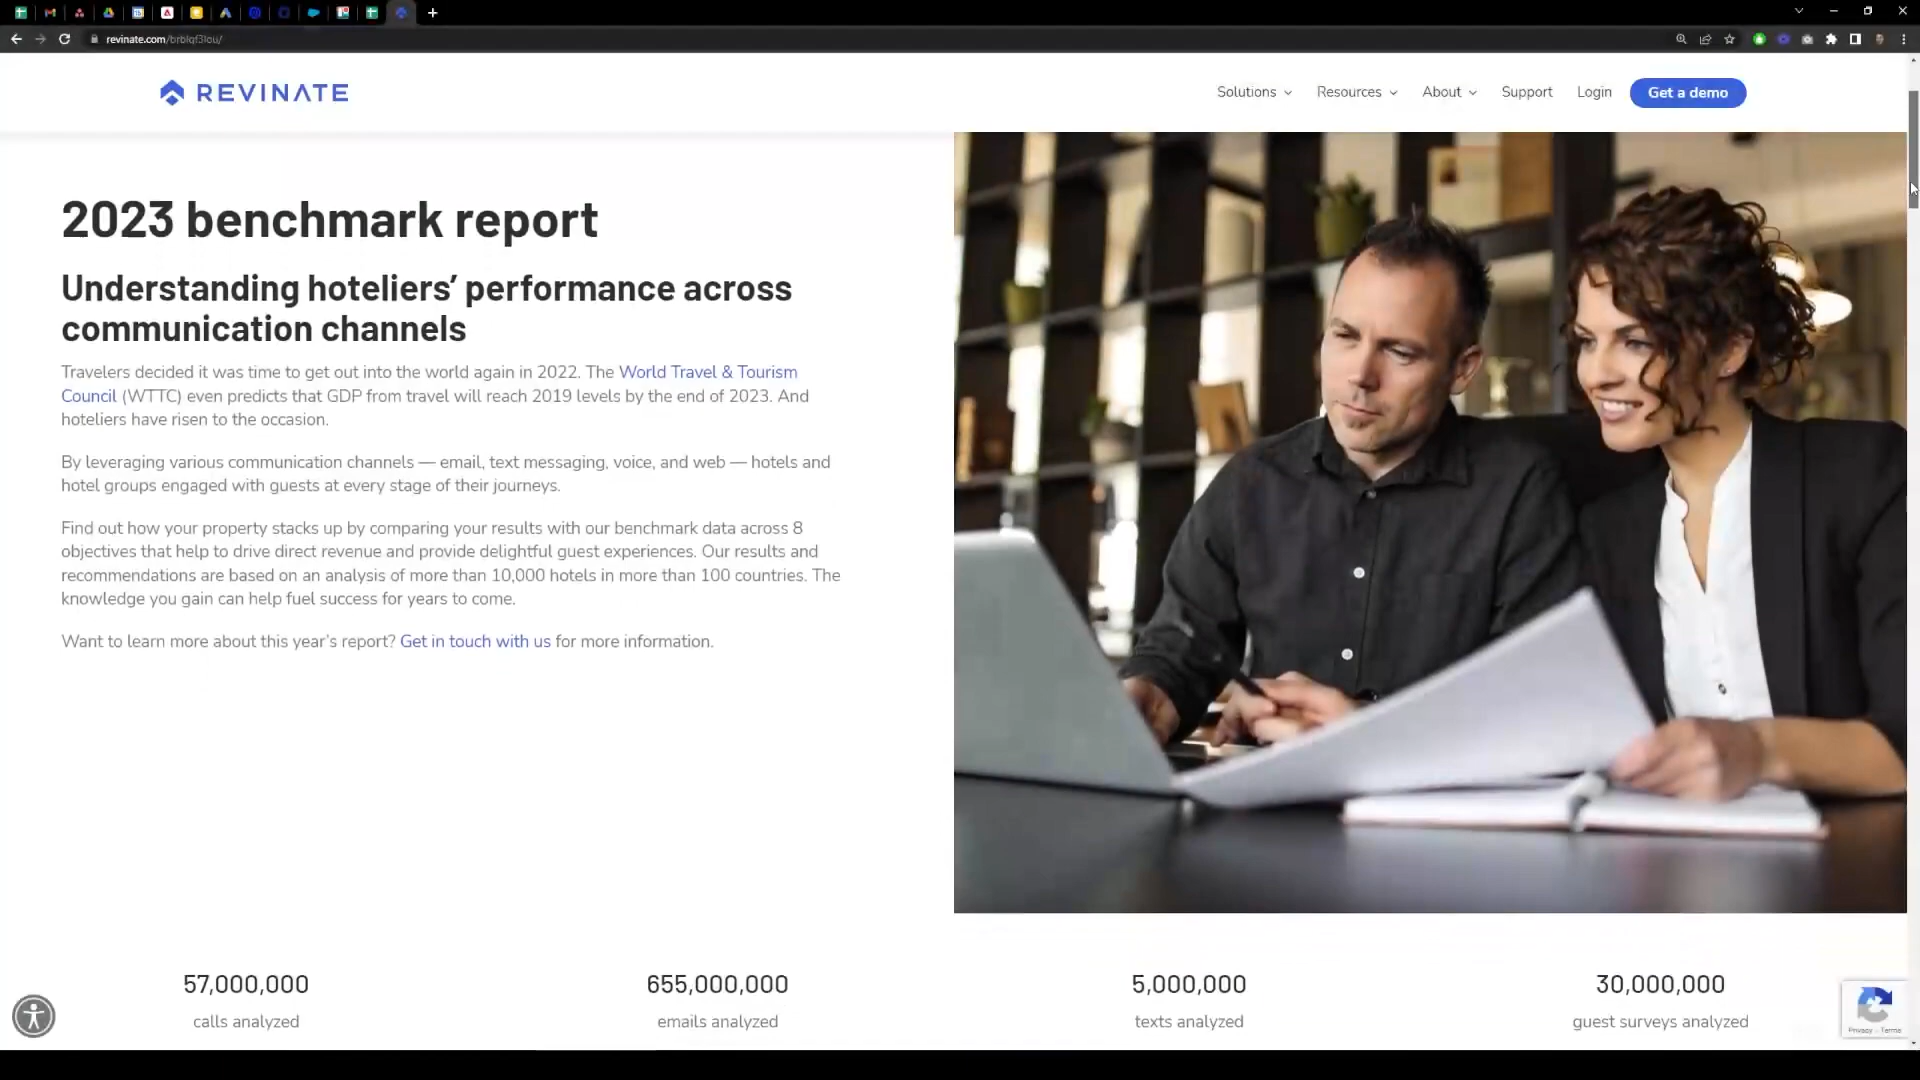 revinate.com/brblqf3lou/
REVINATE
Solutions
Resources
About
Support
Login
Get a demo
2023 benchmark report
Understanding hoteliers’ performance across
communication channels
Travelers decided it was time to get out into the world again in 2022. The World Travel & Tourism
Council (WTTC) even predicts that GDP from travel will reach 2019 levels by the end of 2023. And
hoteliers have risen to the occasion.
By leveraging various communication channels — email, text messaging, voice, and web — hotels and
hotel groups engaged with guests at every stage of their journeys.
Find out how your property stacks up by comparing your results with our benchmark data across 8
objectives that help to drive direct revenue and provide delightful guest experiences. Our results and
recommendations are based on an analysis of more than 10,000 hotels in more than 100 countries. The
knowledge you gain can help fuel success for years to come.
Want to learn more about this year’s report? Get in touch with us for more information.
57,000,000
calls analyzed
655,000,000
emails analyzed
5,000,000
texts analyzed
30,000,000
guest surveys analyzed
Privacy - Terms